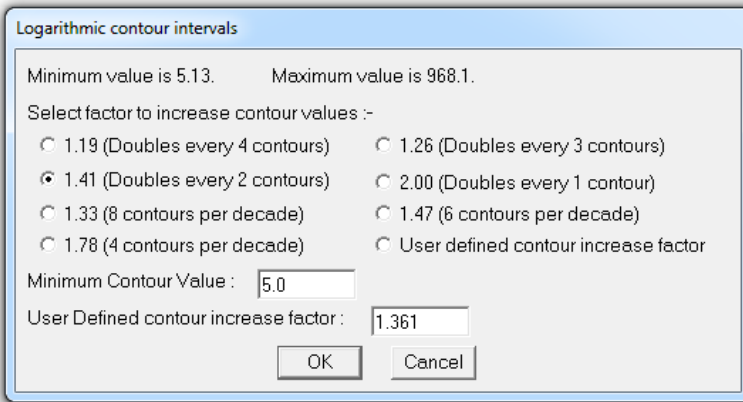 Logarithmic contour intervals
Minimum value is 5.13. Maximum value is 968.1.
Select factor to increase contour values :-
1.19 (Doubles every 4 contours) 1.26 (Doubles every 3 contours)
1.41 (Doubles every 2 contours) 2.00 (Doubles every 1 contour)
1.33 (8 contours per decade) 1.47 (6 contours per decade)
1.78 (4 contours per decade) User defined contour increase factor
Minimum Contour Value : 5.0
User Defined contour increase factor : 1.361
OK Cancel